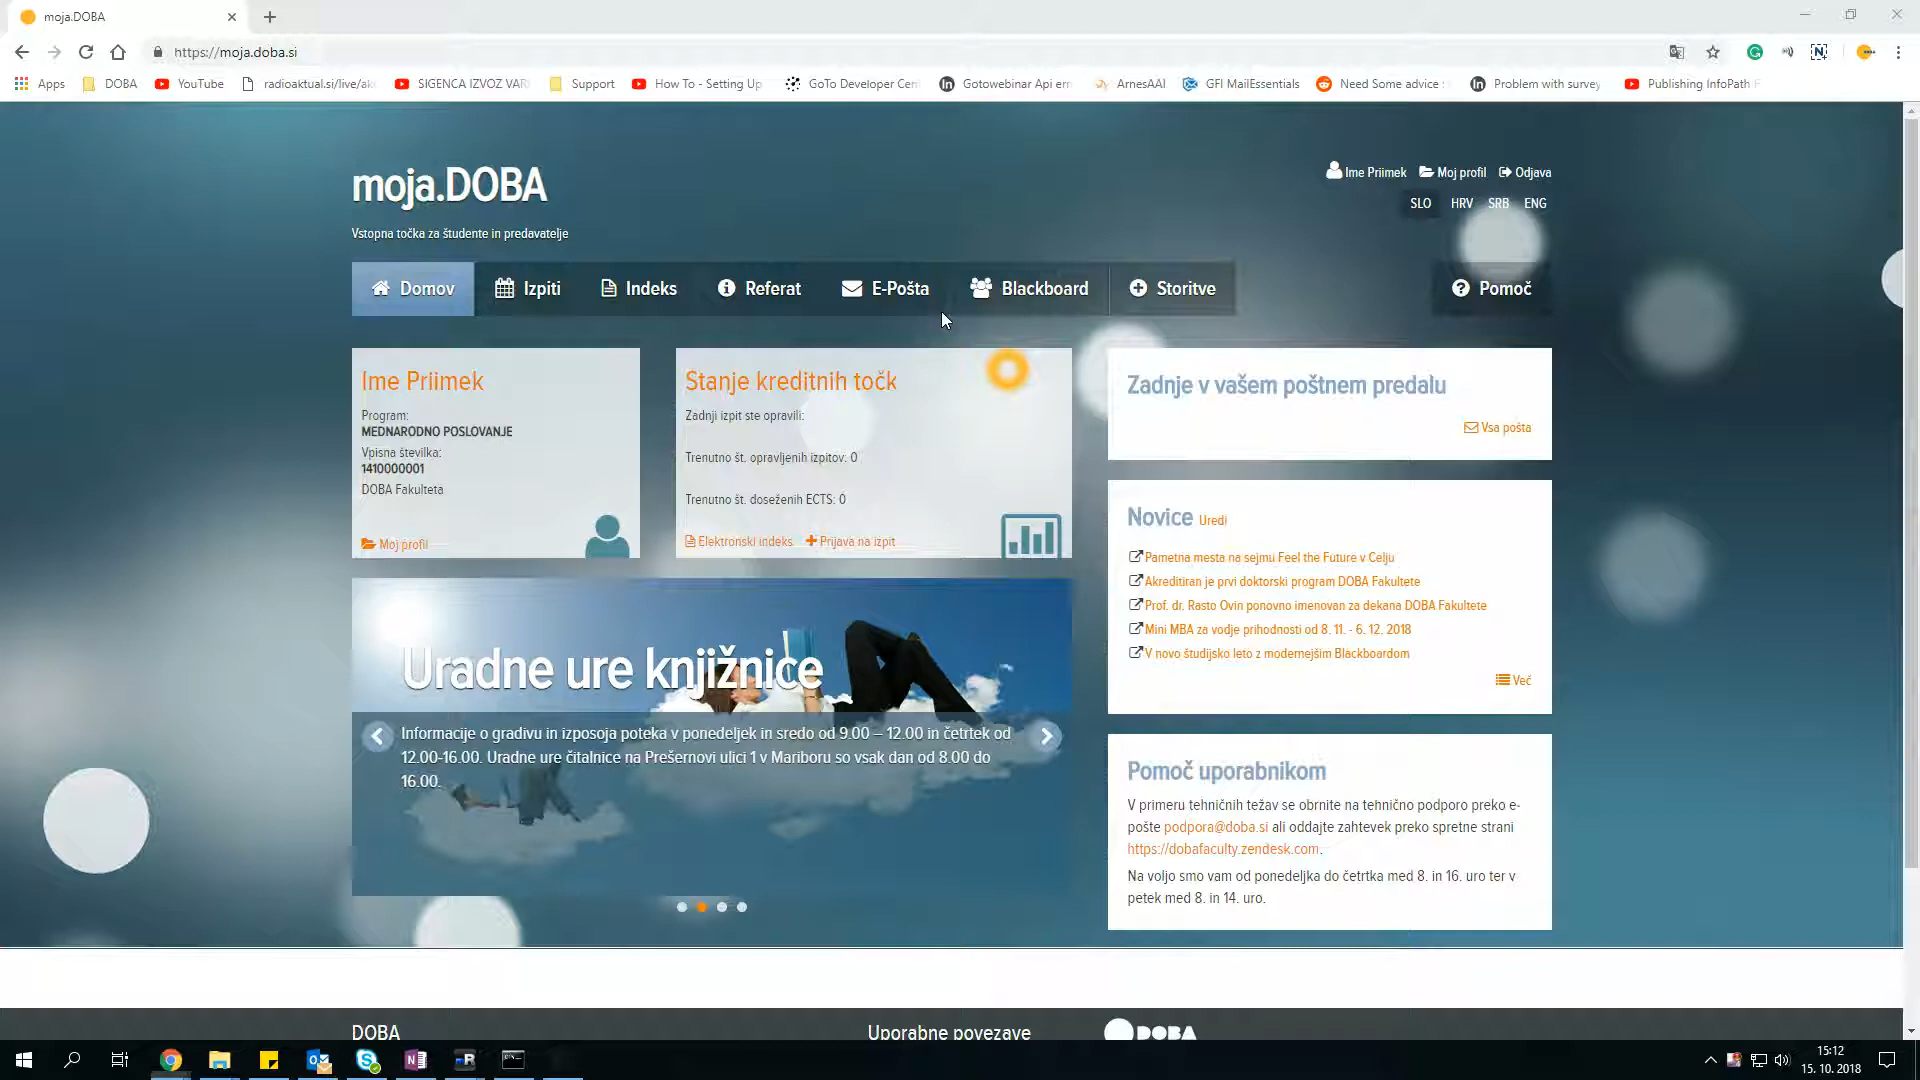 moja.DOBA
https://moja.doba.si
Apps
DOBA
YouTube
radioaktual.si/live/ak
SIGENCA IZVOZ VAR
Support
How To - Setting Up
GoTo Developer Cen
Gotowebinar Api err
ArnesAAI
GFI MailEssentials
Need Some advice :
Problem with survey
Publishing InfoPath F
moja.DOBA
Ime Priimek Moj profil Odjava
SLO HRV SRB ENG
Vstopna točka za študente in predavatelje
Domov Izpiti Indeks Referat E-Pošta Blackboard Storitve Pomoč
Ime Priimek
Program:
MEDNARODNO POSLOVANJE
Vpisna številka:
1410000001
DOBA Fakulteta
Moj profil
Stanje kreditnih točk
Zadnji izpit ste opravili:
Trenutno št. opravljenih izpitov: 0
Trenutno št. doseženih ECTS: 0
Elektronski indeks Prijava na izpit
Zadnje v vašem poštnem predalu
Vsa pošta
Novice Uredi
Pametna mesta na sejmu Feel the Future v Celju
Akreditiran je prvi doktorski program DOBA Fakultete
Prof. dr. Rasto Ovin ponovno imenovan za dekana DOBA Fakultete
Mini MBA za vodje prihodnosti od 8. 11. - 6. 12. 2018
V novo študijsko leto z modernejšim Blackboardom
Več
Uradne ure knjižnice
Informacije o gradivu in izposoja poteka v ponedeljek in sredo od 9.00 – 12.00 in četrtek od
12.00-16.00. Uradne ure čitalnice na Prešernovi ulici 1 v Mariboru so vsak dan od 8.00 do
16.00.
Pomoč uporabnikom
V primeru tehničnih težav se obrnite na tehnično podporo preko e-
pošte podpora@doba.si ali oddajte zahtevek preko spretne strani
https://dobafaculty.zendesk.com.
Na voljo smo vam od ponedeljka do četrtka med 8. in 16. uro ter v
petek med 8. in 14. uro.
DOBA
Uporabne povezave
DOBA
15:12
15. 10. 2018